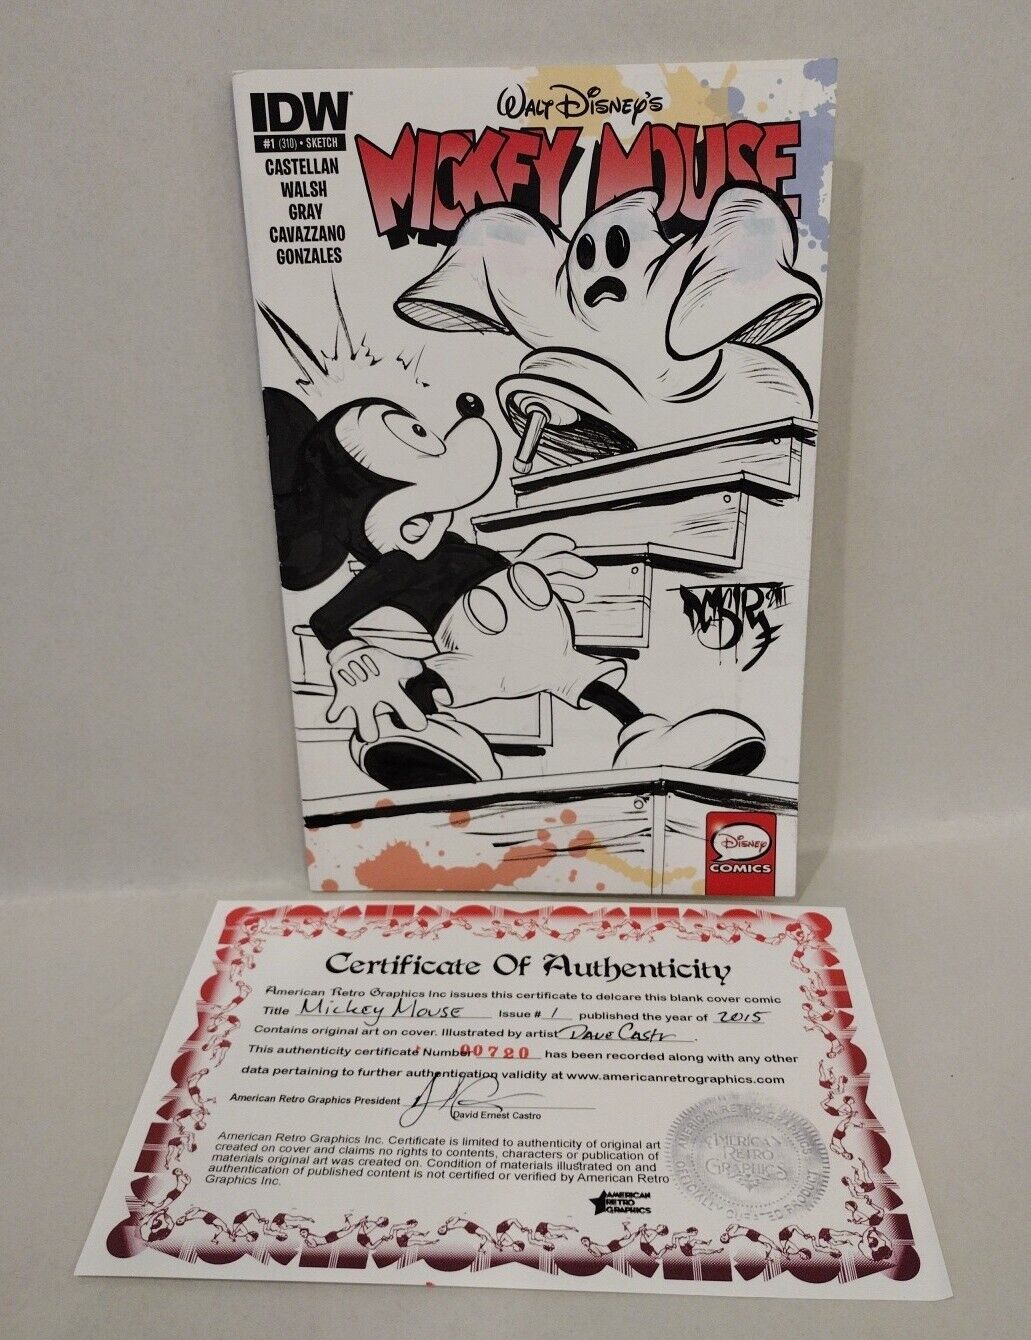 WALT DISNEY'S
IDW
MICKEY MOUSE
#1 (310) • SKETCH
CASTELLAN
WALSH
GRAY
CAVAZZANO
GONZALES
DISNEY
COMICS
Certificate Of Authenticity
American Retro Graphics Inc issues this certificate to delcare this blank cover comic
Title Mickey Mouse Issue # 1 published the year of 2015
Contains original art on cover. Illustrated by artist Dave Castr.
This authenticity certificate Number 00720 has been recorded along with any other
data pertaining to further authentication validity at www.americanretrographics.com
American Retro Graphics President
David Ernest Castro
American Retro Graphics Inc. Certificate is limited to authenticity of original art
created on cover and claims no rights to contents, characters or publication of
materials original art was created on. Condition of materials illustrated on and
authentication of published content is not certified or verified by American Retro
Graphics Inc.
AMERICAN
RETRO
GRAPHICS
AMERICAN
RETRO
GRAPHICS